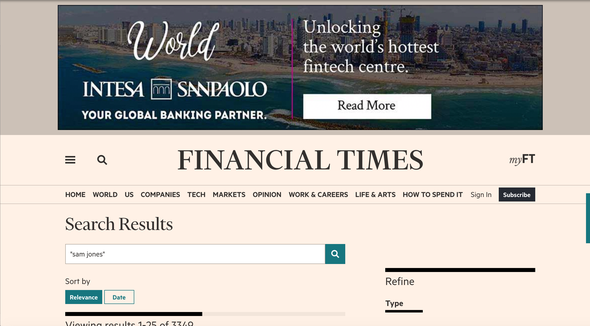 World
INTESA SANPAOLO
YOUR GLOBAL BANKING PARTNER.
Unlocking
the world's hottest
fintech centre.
Read More
FINANCIAL TIMES
myFT
HOME WORLD US COMPANIES TECH MARKETS OPINION WORK & CAREERS LIFE & ARTS HOW TO SPEND IT Sign In Subscribe
Search Results
"sam jones"
Sort by
Relevance Date
Refine
Type
Viewing results 1-25 of 3349